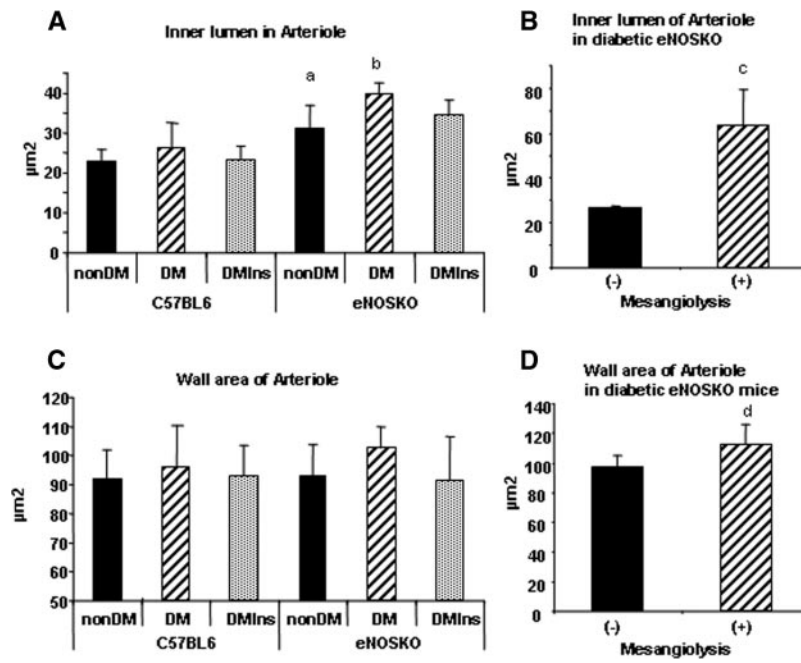 A
Inner lumen in Arteriole
a
b
µm2
40
30
20
10
0
nonDM DM DMIns nonDM DM DMIns
C57BL6 eNOSKO
B
Inner lumen of Arteriole
in diabetic eNOSKO
c
µm2
80
60
40
20
0
(-) (+)
Mesangiolysis
C
Wall area of Arteriole
µm2
120
110
100
90
80
70
60
50
nonDM DM DMIns nonDM DM DMIns
C57BL6 eNOSKO
D
Wall area of Arteriole
in diabetic eNOSKO mice
d
µm2
140
120
100
80
60
40
20
0
(-) (+)
Mesangiolysis